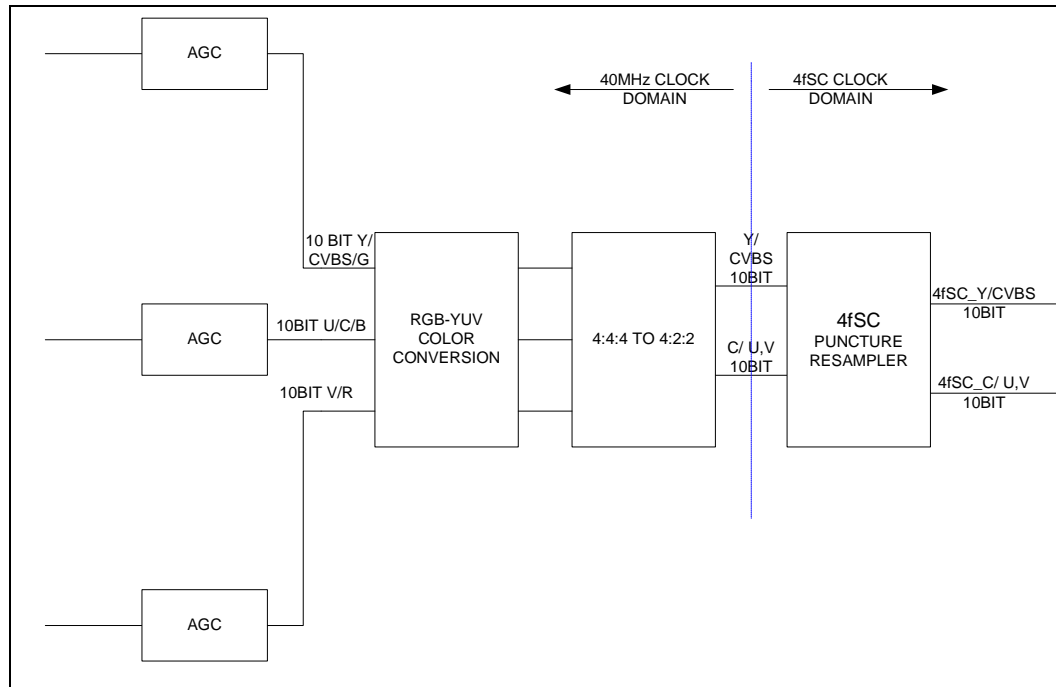 AGC
40MHz CLOCK
DOMAIN
4fSC CLOCK
DOMAIN
10 BIT Y/
CVBS/G
Y/
CVBS
10BIT
AGC
10BIT U/C/B
RGB-YUV
COLOR
CONVERSION
4:4:4 TO 4:2:2
4fSC
PUNCTURE
RESAMPLER
4fSC_Y/CVBS
10BIT
C/ U,V
10BIT
4fSC_C/ U,V
10BIT
10BIT V/R
AGC